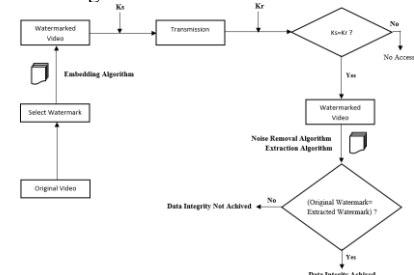 Ks
Kr
Watermarked
Video
Transmission
Ks=Kr ?
No
No Access
Embedding Algorithm
Yes
Select Watermark
Watermarked
Video
Noise Removal Algorithm
Extraction Algorithm
Original Video
Data Integrity Not Achived
No
(Original Watermark=
Extracted Watermark) ?
Yes
Data Integrity Achived